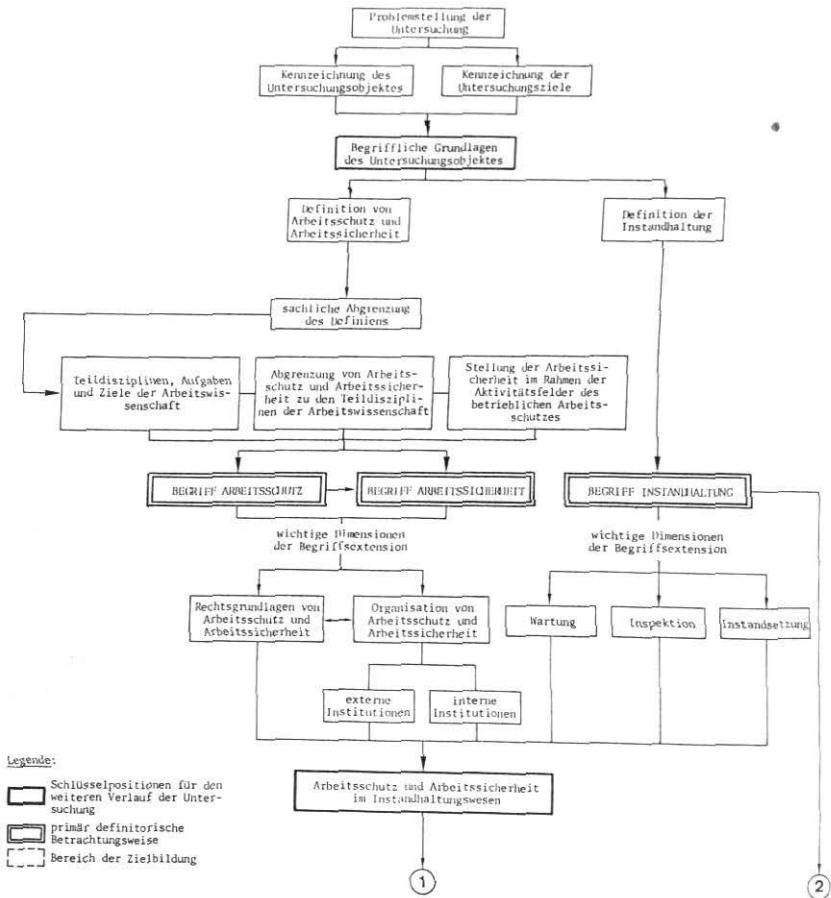 Problemstellung der
Untersuchung
Kennzeichnung des
Untersuchungsobjektes
Kennzeichnung der
Untersuchungsziele
Begriffliche Grundlagen
des Untersuchungsobjektes
Definition von
Arbeitsschutz und
Arbeitssicherheit
Definition der
Instandhaltung
sachliche Abgrenzung
des Definiens
Teildisziplinen, Aufgaben
und Ziele der Arbeitswis-
senschaft
Abgrenzung von Arbeits-
schutz und Arbeitssicher-
heit zu den Teildiszipli-
nen der Arbeitswissenschaft
Stellung der Arbeitssi-
cherheit im Rahmen der
Aktivitätsfelder des
betrieblichen Arbeits-
schutzes
BEGRIFF ARBEITSSCHUTZ
BEGRIFF ARBEITSSICHERHEIT
BEGRIFF INSTANDHALTUNG
wichtige Dimensionen
der Begriffsextension
wichtige Dimensionen
der Begriffsextension
Rechtsgrundlagen von
Arbeitsschutz und
Arbeitssicherheit
Organisation von
Arbeitsschutz und
Arbeitssicherheit
Wartung
Inspektion
Instandsetzung
externe
Institutionen
interne
Institutionen
Arbeitsschutz und Arbeitssicherheit
im Instandhaltungswesen
Legende:
Schlüsselpositionen für den
weiteren Verlauf der Unter-
suchung
primär definitorische
Betrachtungsweise
Bereich der Zielbildung
1
2